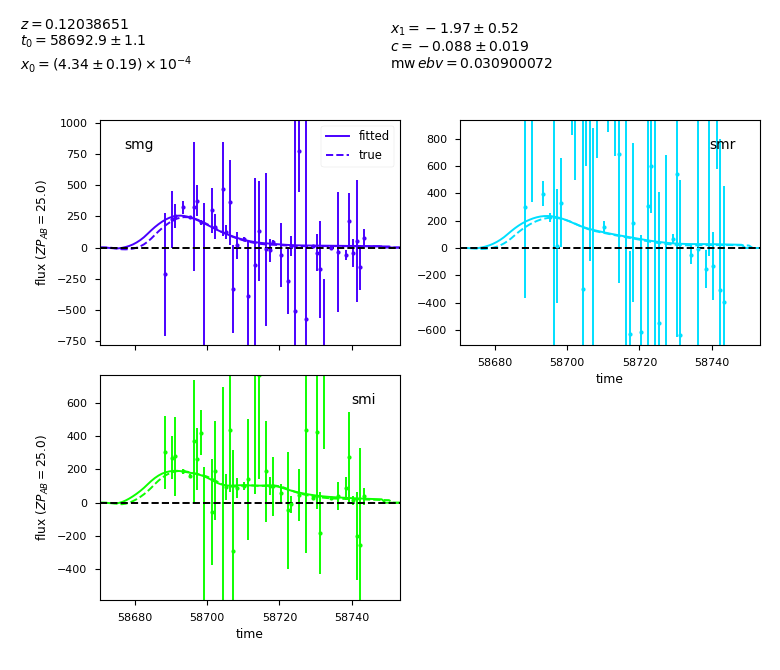 z = 0.12038651
t₀ = 58692.9 ± 1.1
x₀ = (4.34 ± 0.19) × 10⁻⁴
x₁ = −1.97 ± 0.52
c = −0.088 ± 0.019
mw ebv = 0.030900072
smg
fitted
true
1000
750
500
250
0
−250
−500
−750
flux (ZP_AB = 25.0)
smr
800
600
400
200
0
−200
−400
−600
58680 58700 58720 58740
time
smi
600
400
200
0
−200
−400
flux (ZP_AB = 25.0)
58680 58700 58720 58740
time